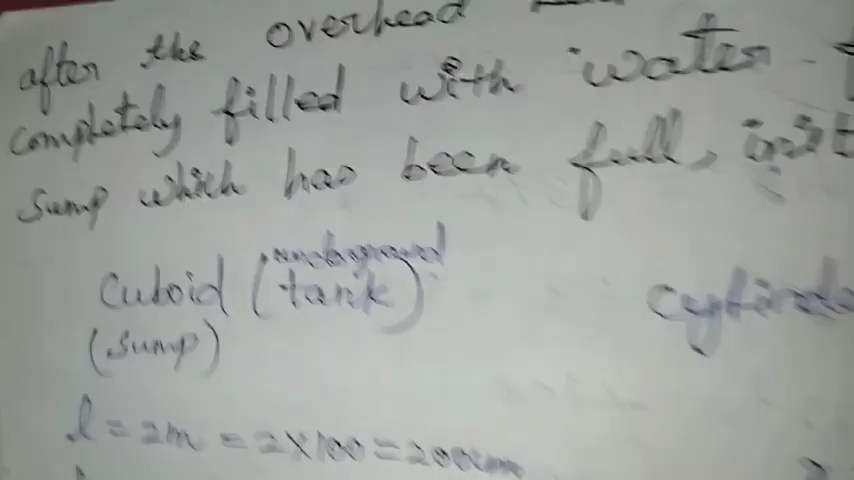 after the overhead
completely filled with water
sump which has been full,
cuboid (underground tank)
(sump)
l = 2m = 2 × 100 = 200cm